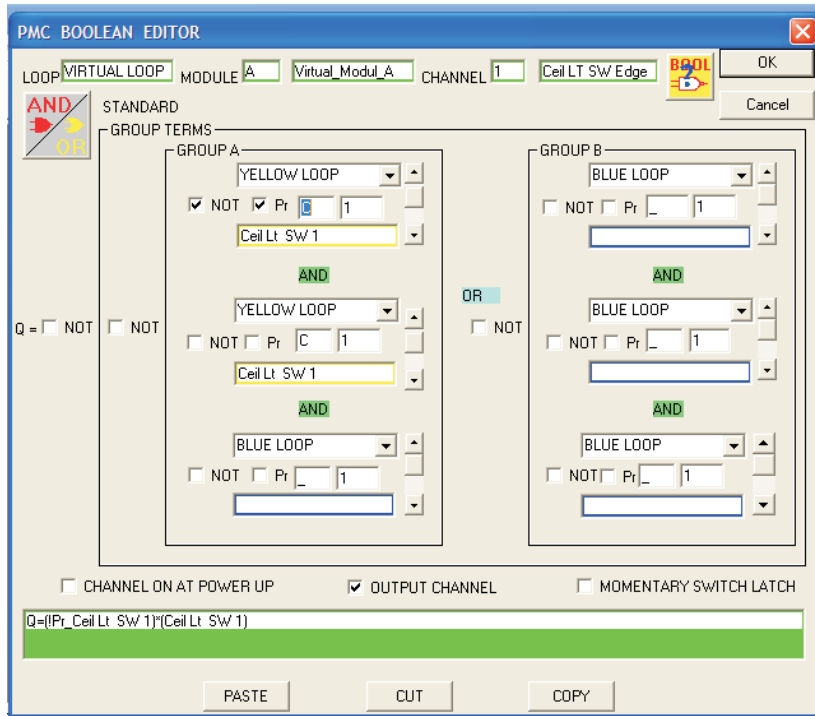 PMC BOOLEAN EDITOR
LOOP VIRTUAL LOOP MODULE A Virtual_Modul_A CHANNEL 1 Ceil LT SW Edge BOOL ? OK
AND OR STANDARD Cancel
GROUP TERMS
GROUP A GROUP B
YELLOW LOOP BLUE LOOP
NOT Pr C 1 NOT Pr _ 1
Ceil Lt SW 1
AND AND
OR
YELLOW LOOP BLUE LOOP
Q = NOT NOT NOT
NOT Pr C 1 NOT Pr _ 1
Ceil Lt SW 1
AND AND
BLUE LOOP BLUE LOOP
NOT Pr _ 1 NOT Pr _ 1
CHANNEL ON AT POWER UP OUTPUT CHANNEL MOMENTARY SWITCH LATCH
Q=(!Pr_Ceil Lt SW 1)*(Ceil Lt SW 1)
PASTE CUT COPY